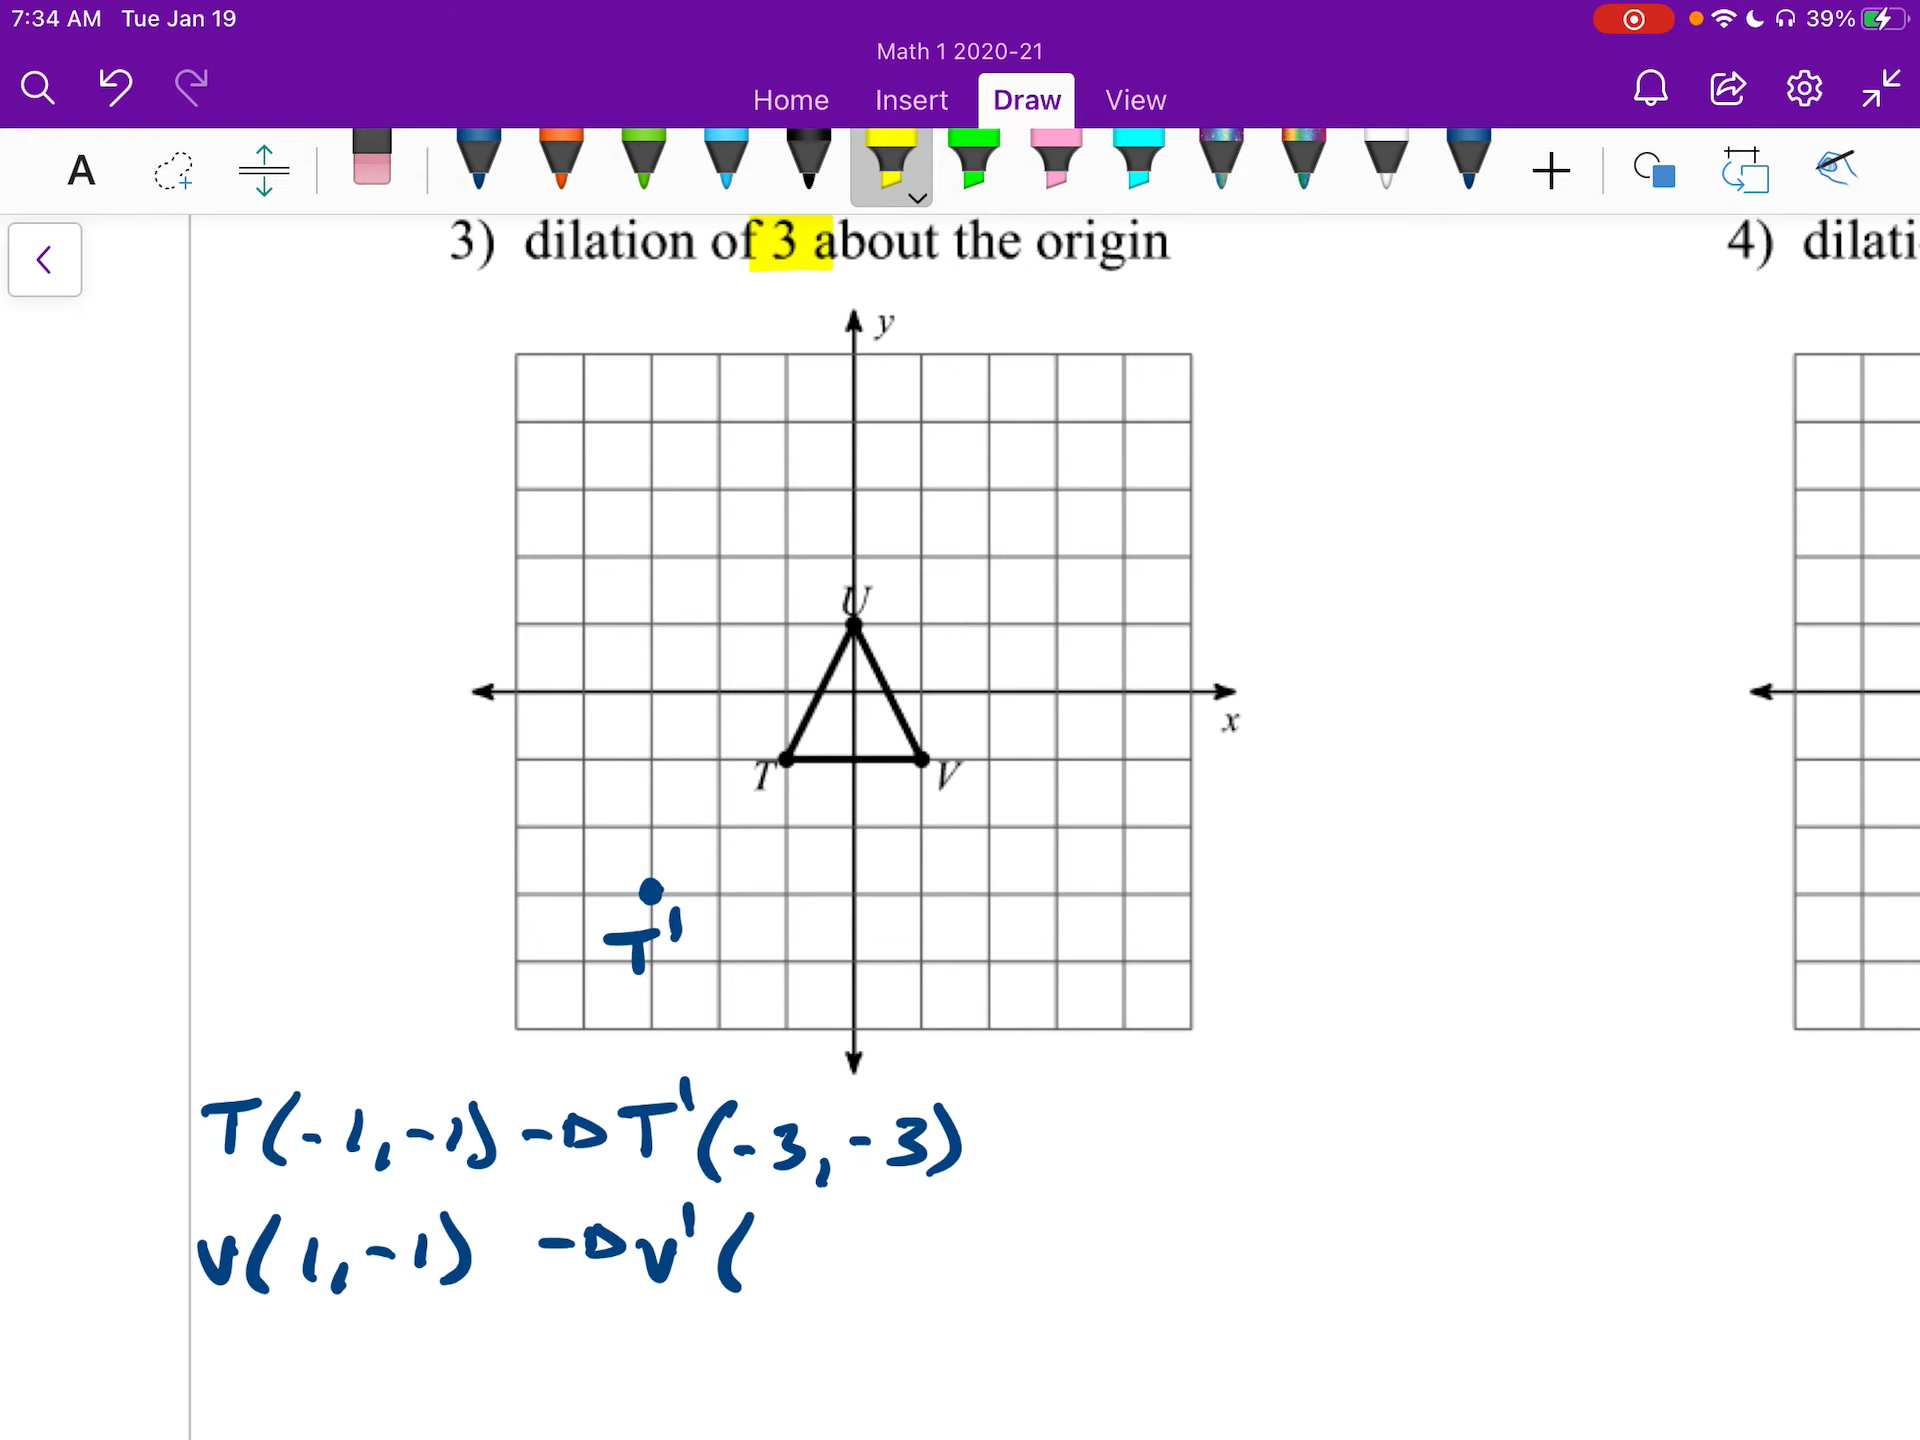 7:34 AM Tue Jan 19
39%
Math 1 2020-21
Home Insert Draw View
A
3) dilation of 3 about the origin
4) dilati
y
U
x
T V
T'
T(-1,-1) → T'(-3,-3)
V(1,-1) → V'(